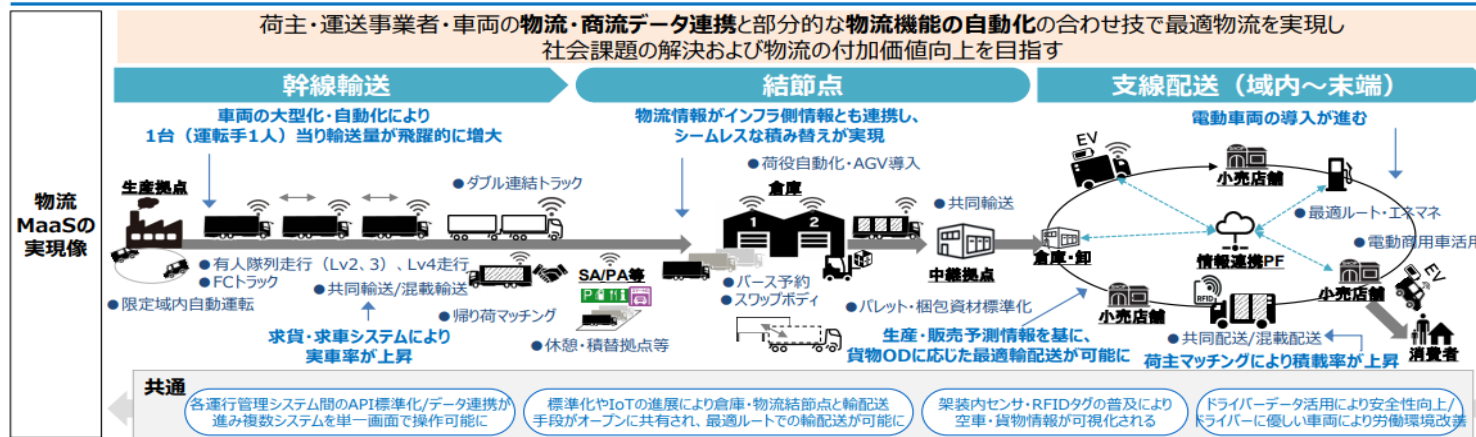 荷主・運送事業者・車両の物流・商流データ連携と部分的な物流機能の自動化の合わせ技で最適物流を実現し
社会課題の解決および物流の付加価値向上を目指す
物流
MaaSの
実現像
幹線輸送
車両の大型化・自動化により
1台（運転手1人）当り輸送量が飛躍的に増大
生産拠点
●ダブル連結トラック
●有人隊列走行（Lv2、3）、Lv4走行
●FCトラック
●共同輸送/混載輸送
●限定域内自動運転
求貨・求車システムにより
実車率が上昇
●帰り荷マッチング
SA/PA等
P
●休憩・積替拠点等
結節点
物流情報がインフラ側情報とも連携し、
シームレスな積み替えが実現
●荷役自動化・AGV導入
倉庫
1
2
●バース予約
●スワップボディ
●共同輸送
中継拠点
●パレット・梱包資材標準化
生産・販売予測情報を基に、
貨物ODに応じた最適輸配送が可能に
支線配送（域内～末端）
電動車両の導入が進む
EV
小売店舗
●最適ルート・エネマネ
●電動商用車活用
倉庫・卸
情報連携PF
小売店舗
RFID
小売店舗
EV
●共同配送/混載配送
荷主マッチングにより積載率が上昇
消費者
共通
各運行管理システム間のAPI標準化/データ連携が
進み複数システムを単一画面で操作可能に
標準化やIoTの進展により倉庫・物流結節点と輸配送
手段がオープンに共有され、最適ルートでの輸配送が可能に
架装内センサ・RFIDタグの普及により
空車・貨物情報が可視化される
ドライバーデータ活用により安全性向上/
ドライバーに優しい車両により労働環境改善